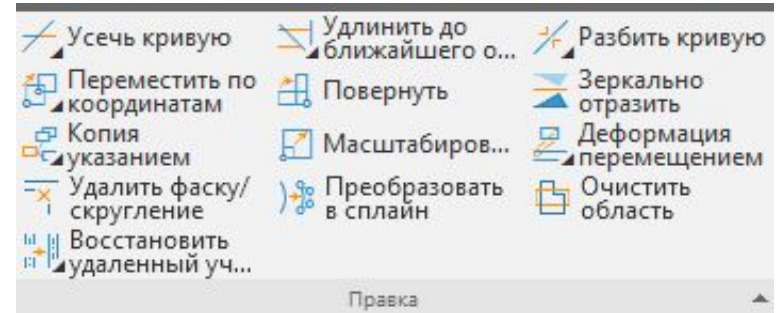 Усечь кривую
Удлинить до
ближайшего о...
Разбить кривую
Переместить по
координатам
Повернуть
Зеркально
отразить
Копия
указанием
Масштабиров...
Деформация
перемещением
Удалить фаску/
скругление
Преобразовать
в сплайн
Очистить
область
Восстановить
удаленный уч...
Правка